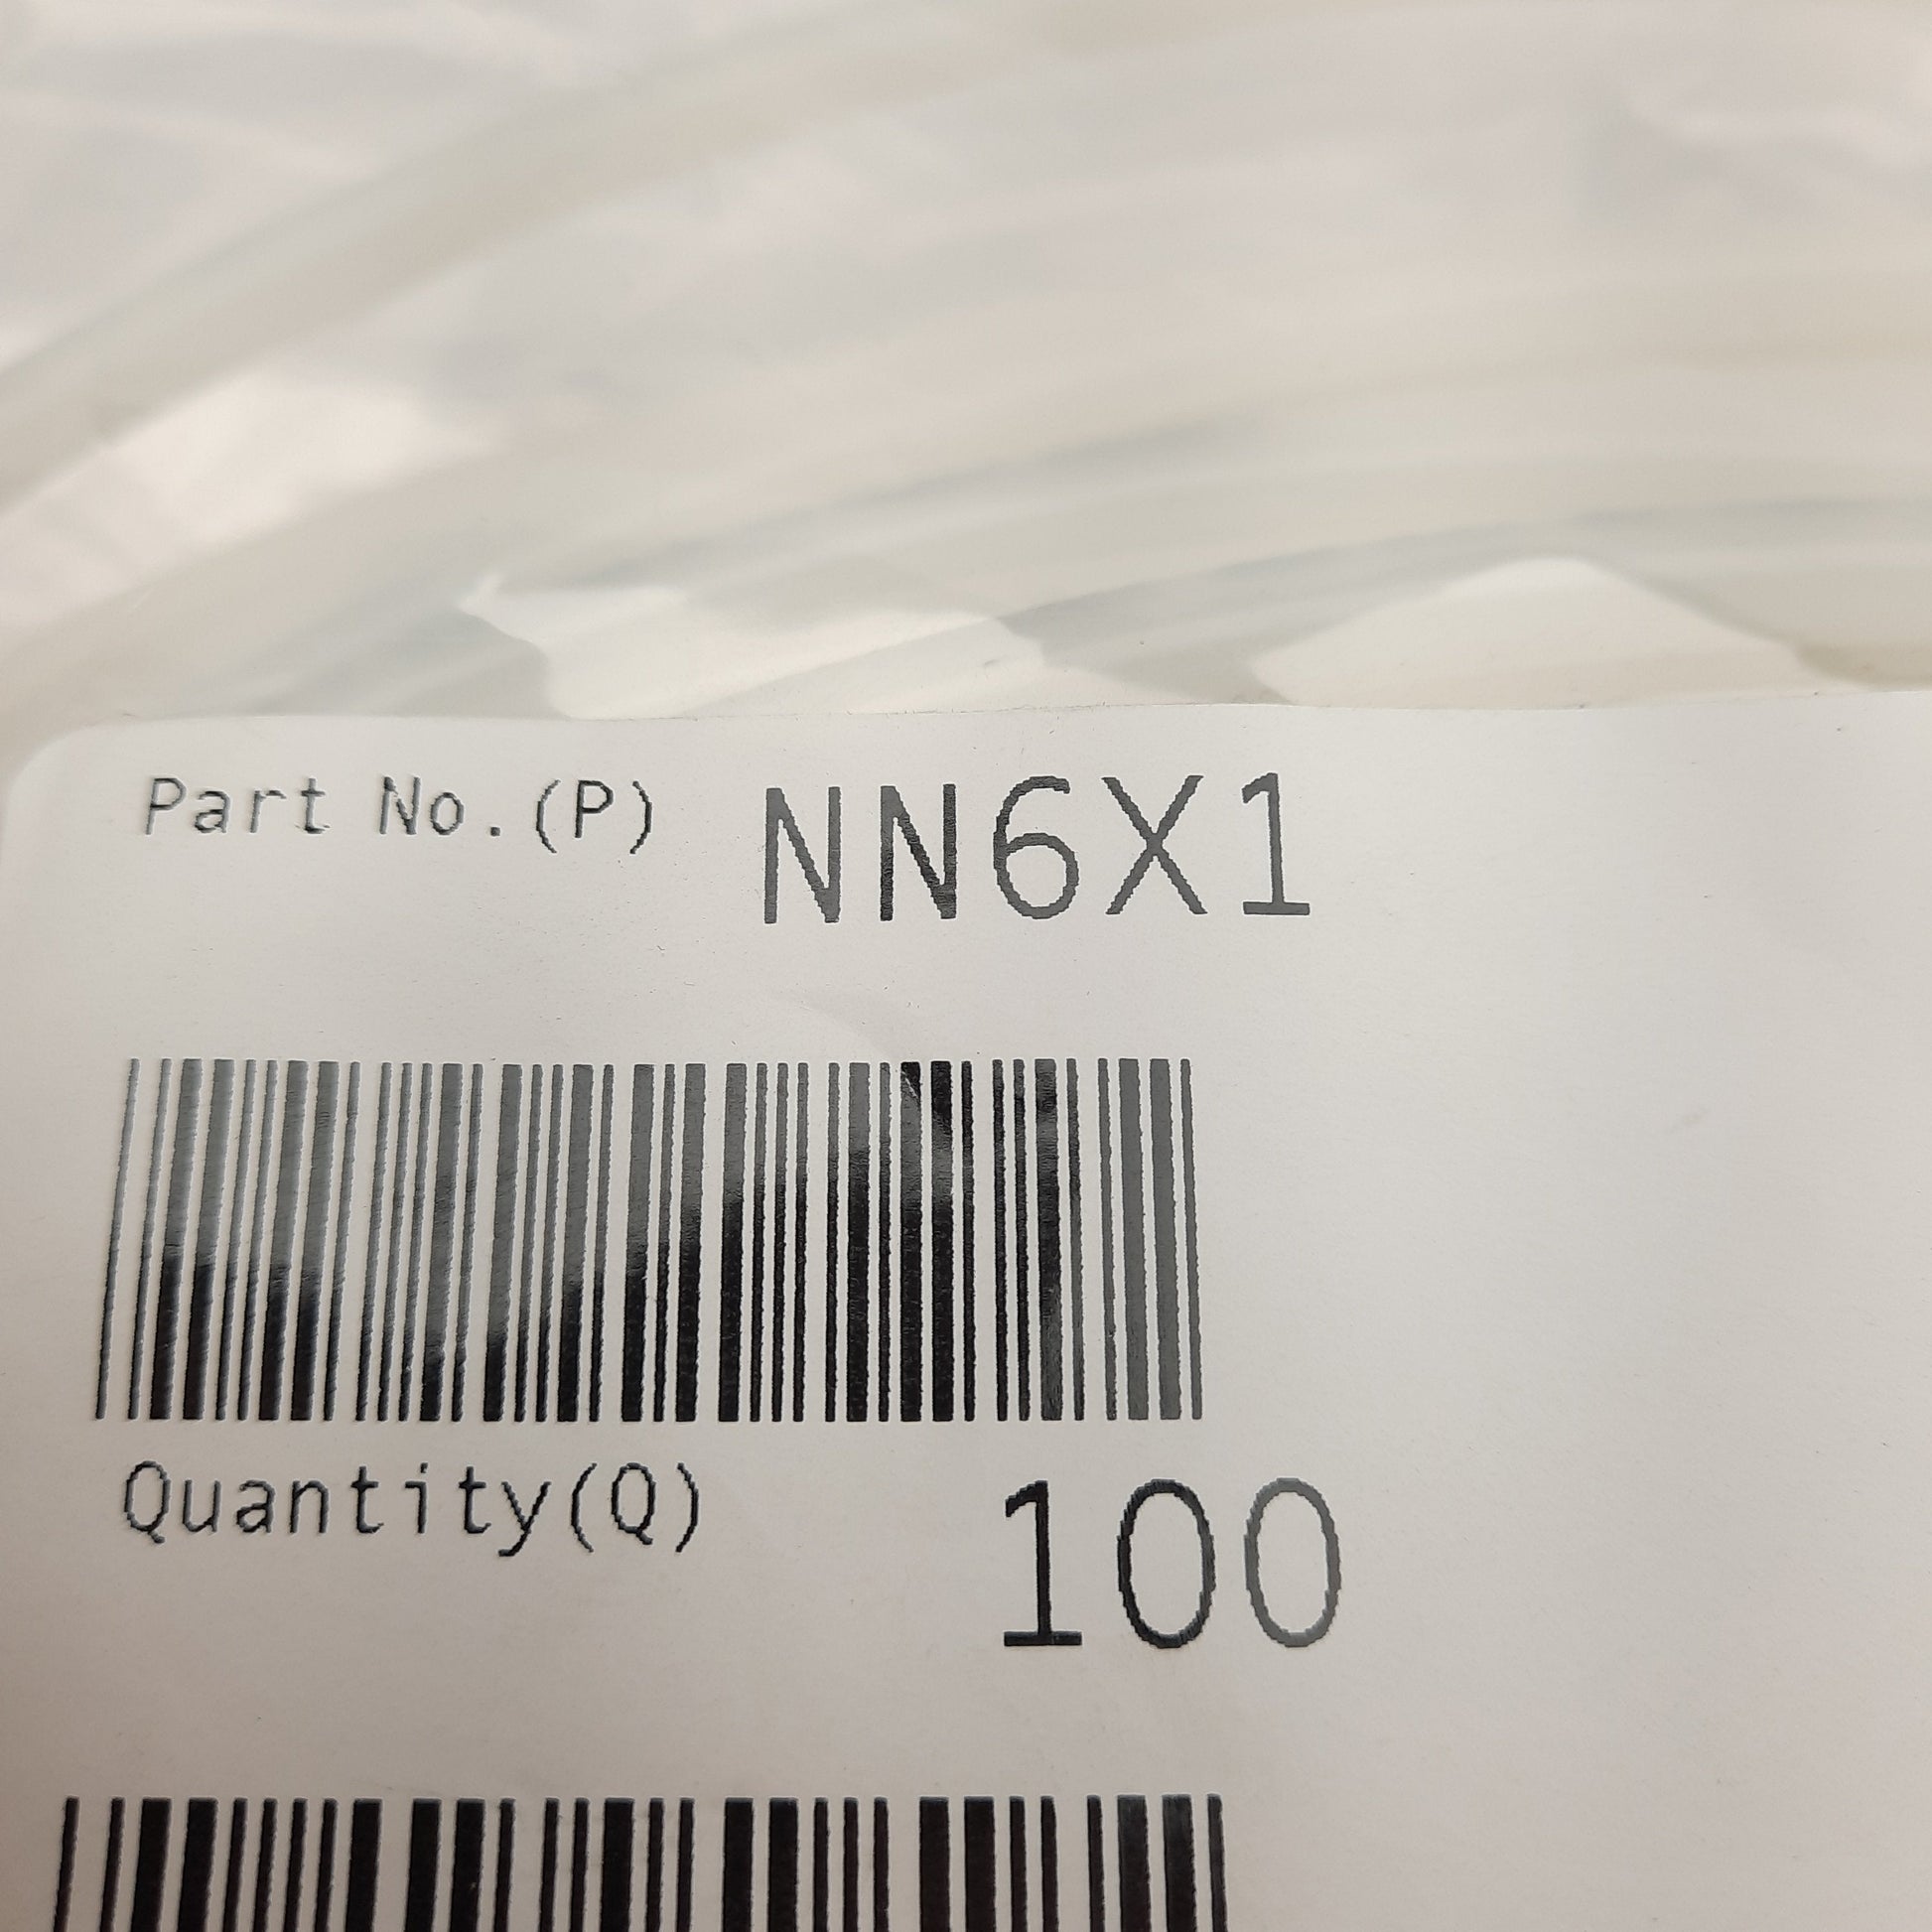 Part No.(P) NN6X1
Quantity(Q) 100